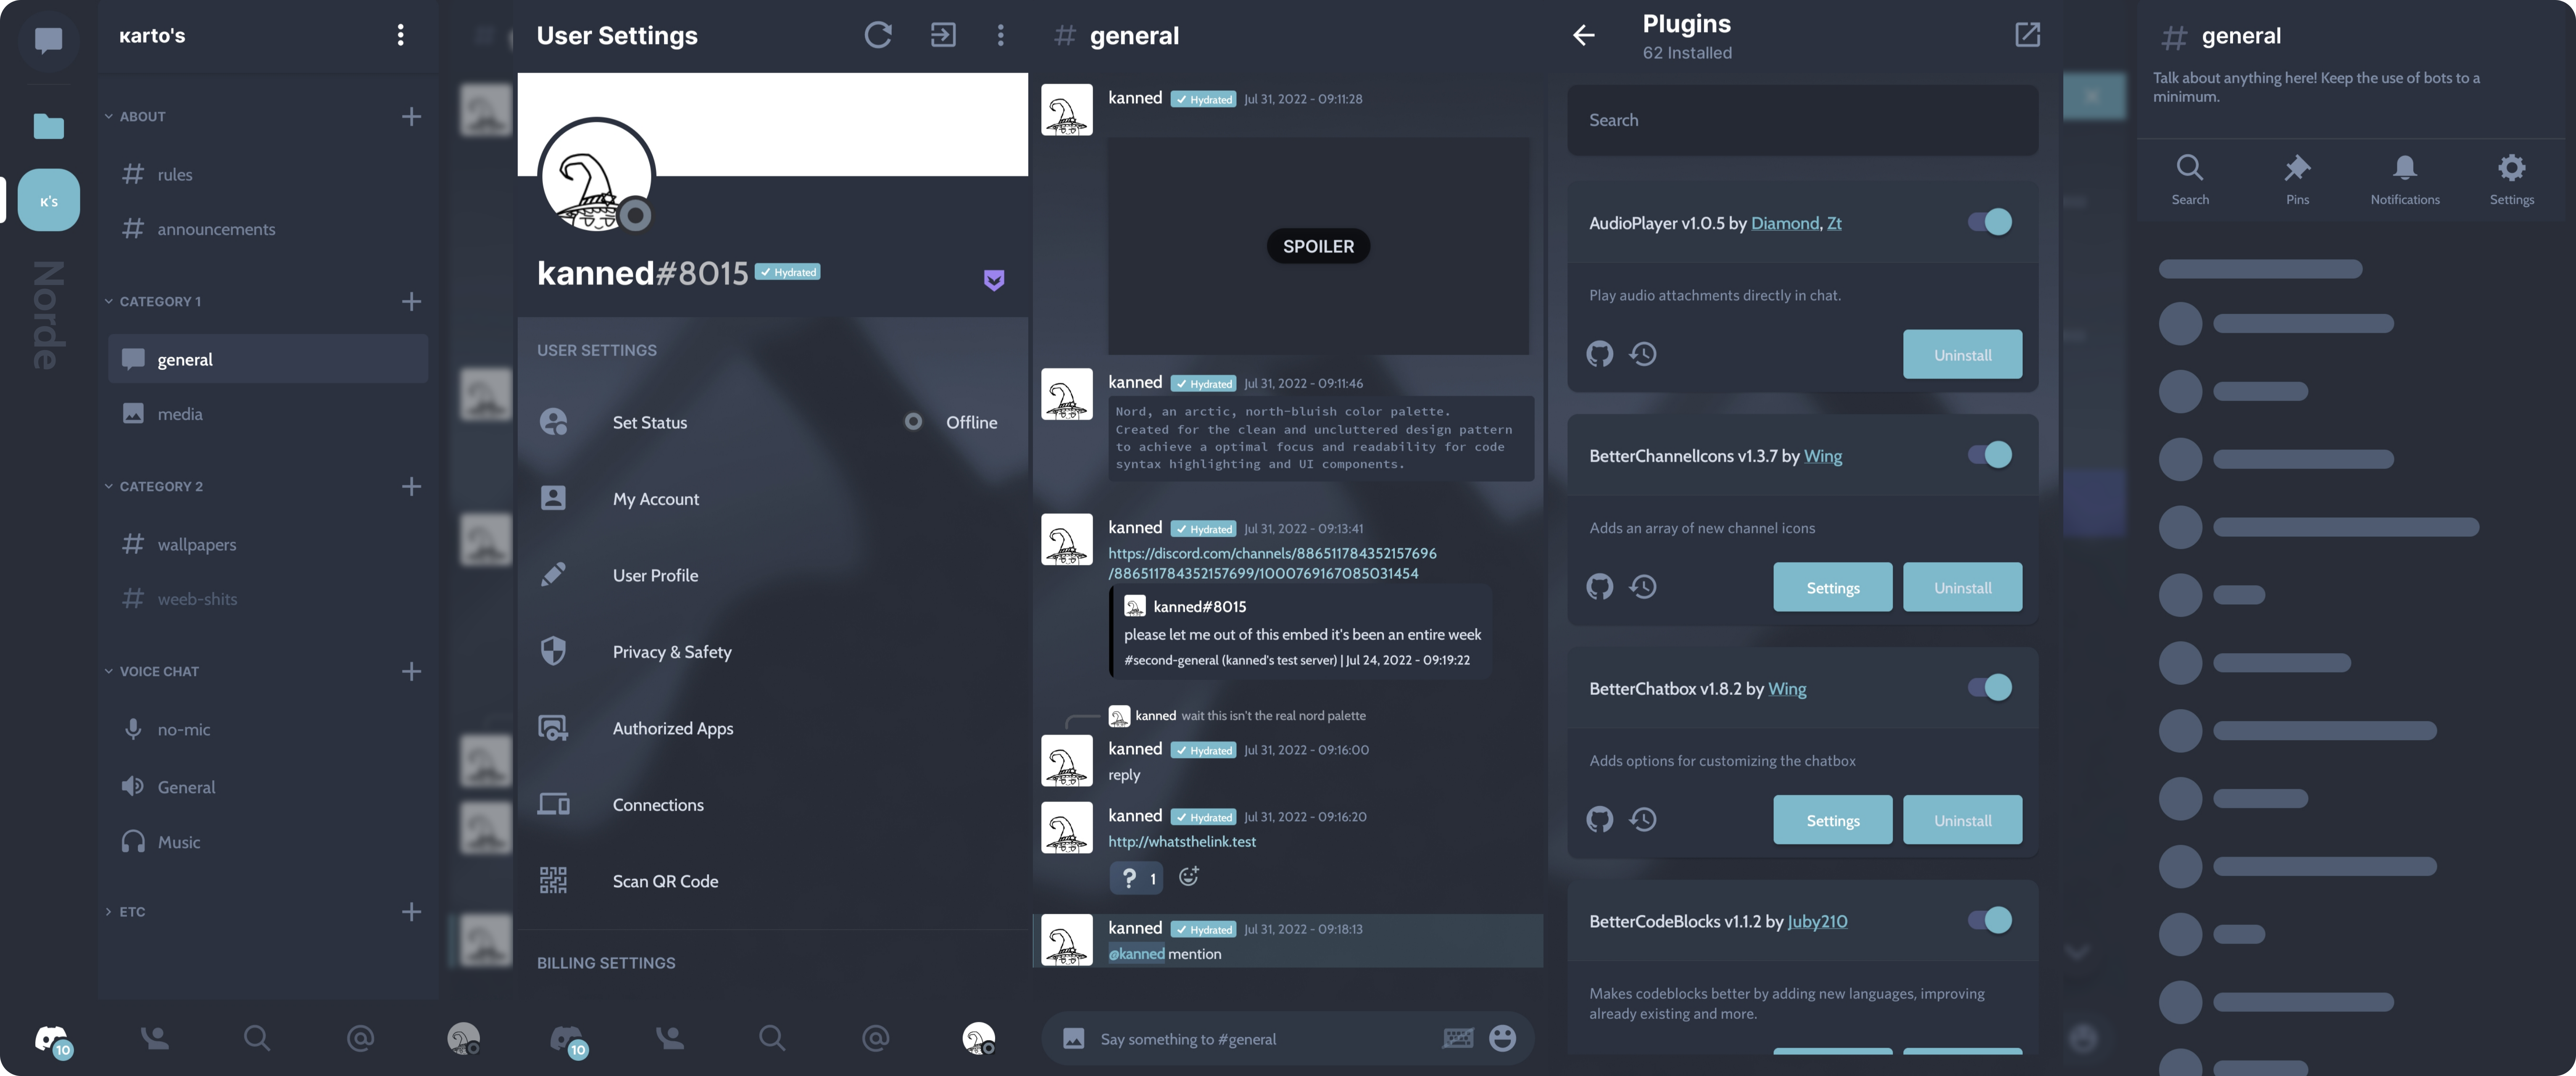 ĸarto's
ABOUT
rules
announcements
ĸ's
Norde
CATEGORY 1
general
media
CATEGORY 2
wallpapers
weeb-shits
VOICE CHAT
no-mic
General
Music
ETC
10
User Settings
kanned#8015 Hydrated
USER SETTINGS
Set Status Offline
My Account
User Profile
Privacy & Safety
Authorized Apps
Connections
Scan QR Code
BILLING SETTINGS
10
general
kanned Hydrated Jul 31, 2022 - 09:11:28
SPOILER
kanned Hydrated Jul 31, 2022 - 09:11:46
Nord, an arctic, north-bluish color palette.
Created for the clean and uncluttered design pattern
to achieve a optimal focus and readability for code
syntax highlighting and UI components.
kanned Hydrated Jul 31, 2022 - 09:13:41
https://discord.com/channels/886511784352157696
/886511784352157699/1000769167085031454
kanned#8015
please let me out of this embed it's been an entire week
#second-general (kanned's test server) | Jul 24, 2022 - 09:19:22
kanned wait this isn't the real nord palette
kanned Hydrated Jul 31, 2022 - 09:16:00
reply
kanned Hydrated Jul 31, 2022 - 09:16:20
http://whatsthelink.test
? 1
kanned Hydrated Jul 31, 2022 - 09:18:13
@kanned mention
Say something to #general
Plugins
62 Installed
Search
AudioPlayer v1.0.5 by Diamond, Zt
Play audio attachments directly in chat.
Uninstall
BetterChannelIcons v1.3.7 by Wing
Adds an array of new channel icons
Settings Uninstall
BetterChatbox v1.8.2 by Wing
Adds options for customizing the chatbox
Settings Uninstall
BetterCodeBlocks v1.1.2 by Juby210
Makes codeblocks better by adding new languages, improving
already existing and more.
general
Talk about anything here! Keep the use of bots to a
minimum.
Search Pins Notifications Settings